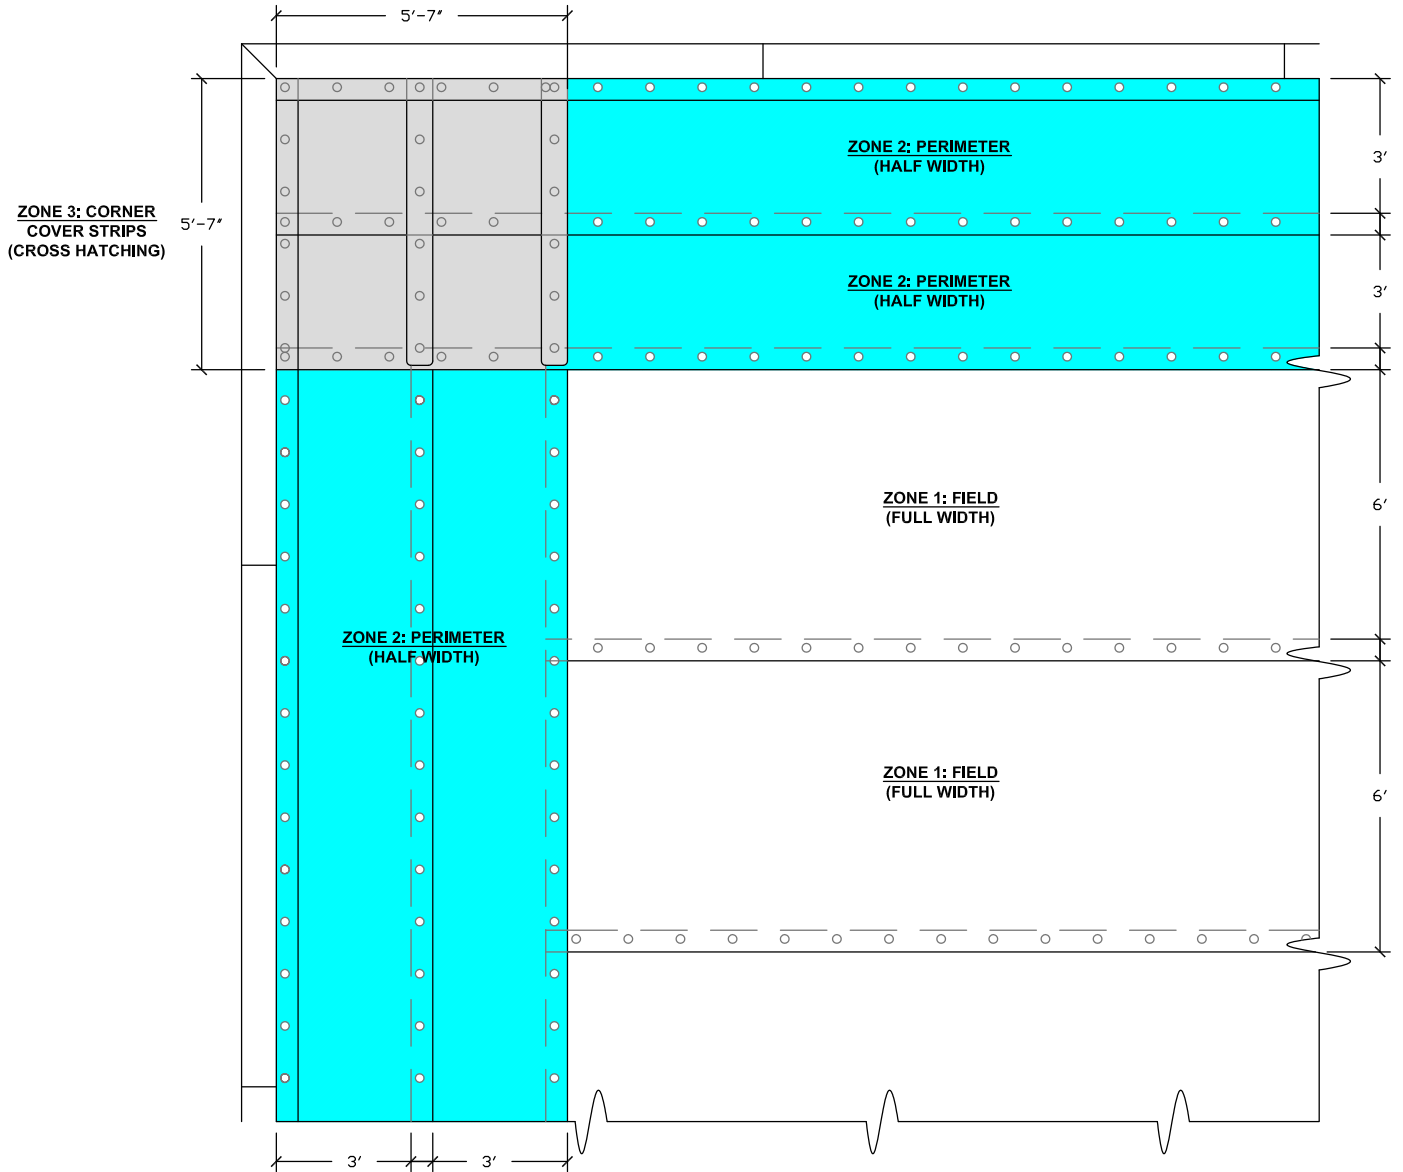 5'-7"
ZONE 2: PERIMETER
(HALF WIDTH)
3'
ZONE 3: CORNER
COVER STRIPS
(CROSS HATCHING)
5'-7"
ZONE 2: PERIMETER
(HALF WIDTH)
3'
ZONE 1: FIELD
(FULL WIDTH)
6'
ZONE 2: PERIMETER
(HALF WIDTH)
ZONE 1: FIELD
(FULL WIDTH)
6'
3'
3'